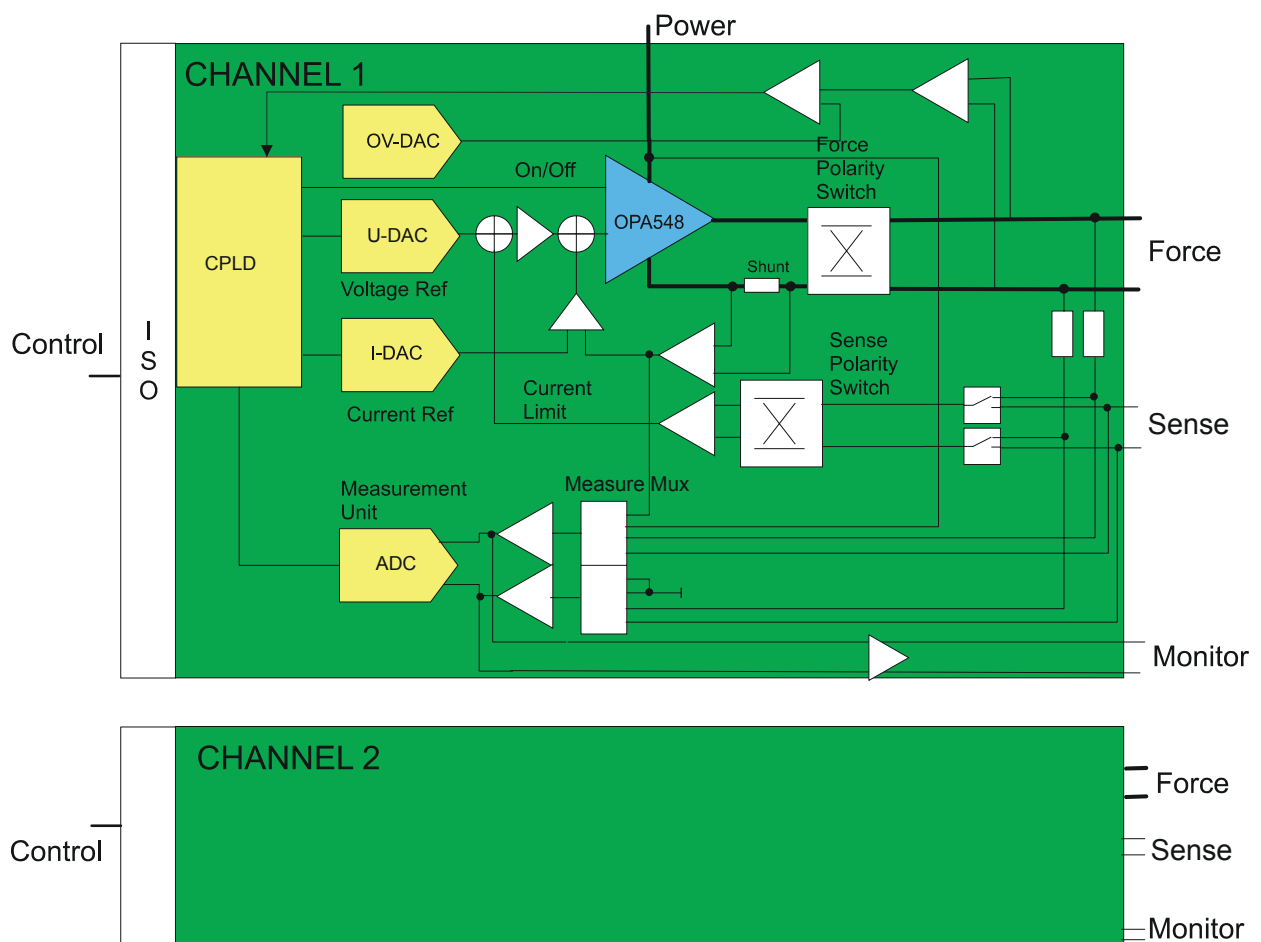 Power
CHANNEL 1
OV-DAC
Force
Polarity
Switch
On/Off
OPA548
U-DAC
CPLD
Force
Shunt
Voltage Ref
I
S
O
Control
I-DAC
Sense
Polarity
Switch
Current
Limit
Current Ref
Sense
Measurement
Unit
Measure Mux
ADC
Monitor
CHANNEL 2
Force
Control
Sense
Monitor